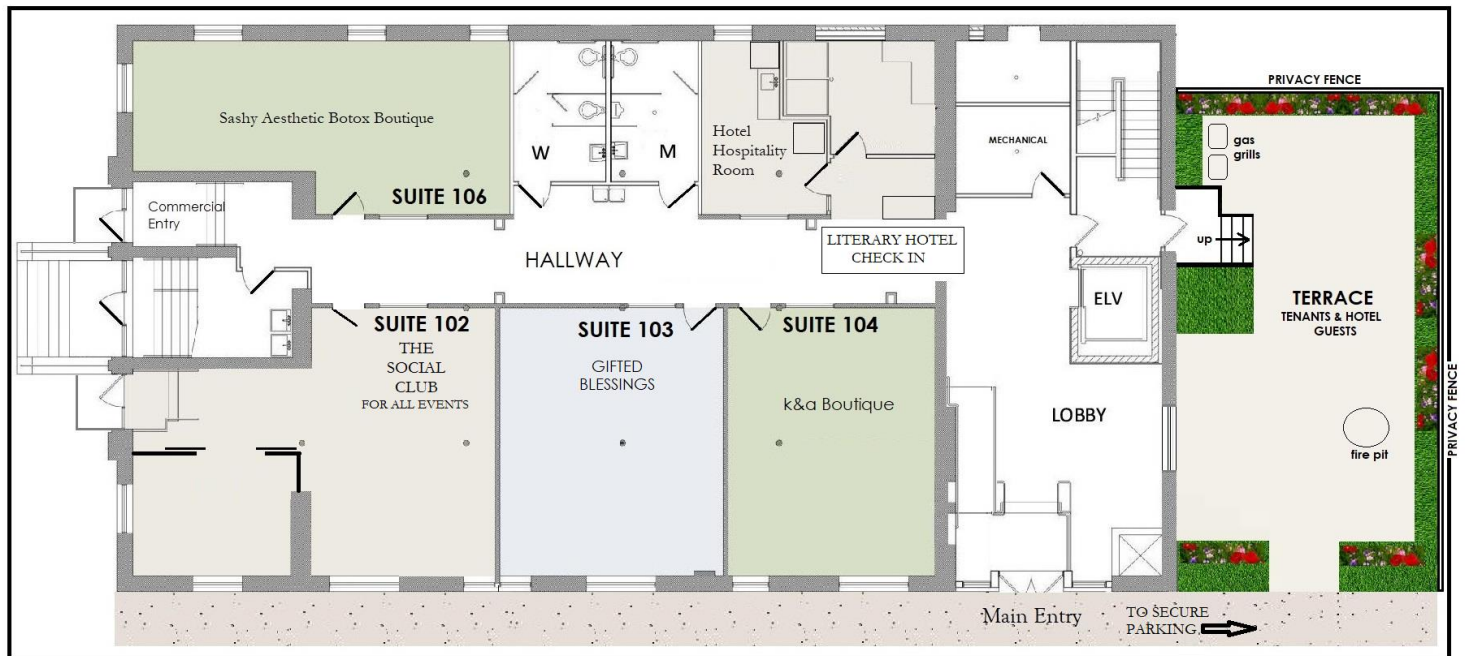 PRIVACY FENCE
Sashy Aesthetic Botox Boutique
SUITE 106
W
M
Hotel
Hospitality
Room
MECHANICAL
gas
grills
Commercial
Entry
HALLWAY
LITERARY HOTEL
CHECK IN
up
ELV
TERRACE
TENANTS & HOTEL
GUESTS
SUITE 102
THE
SOCIAL
CLUB
FOR ALL EVENTS
SUITE 103
GIFTED
BLESSINGS
SUITE 104
k&a Boutique
LOBBY
fire pit
PRIVACY FENCE
Main Entry
TO SECURE
PARKING